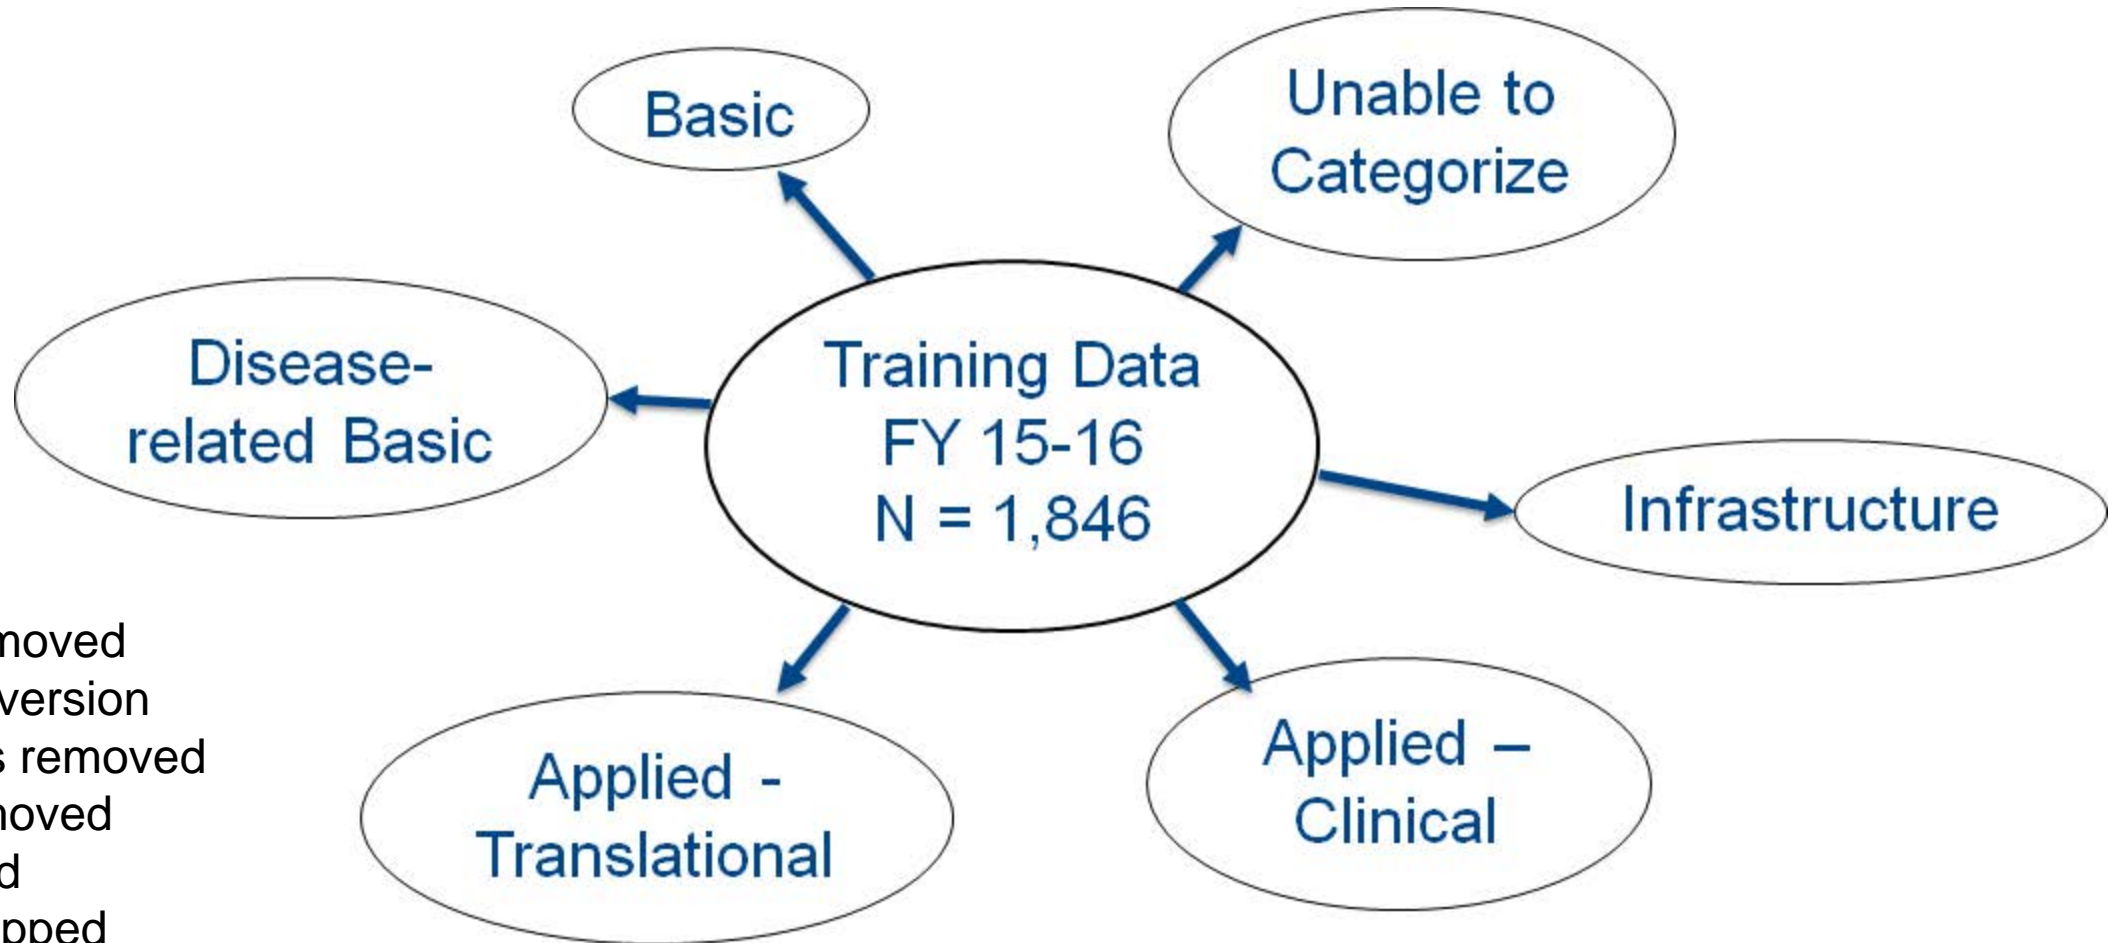 Basic
Unable to
Categorize
Disease-
related Basic
Training Data
FY 15-16
N = 1,846
Infrastructure
Applied -
Translational
Applied –
Clinical
removed
s removed